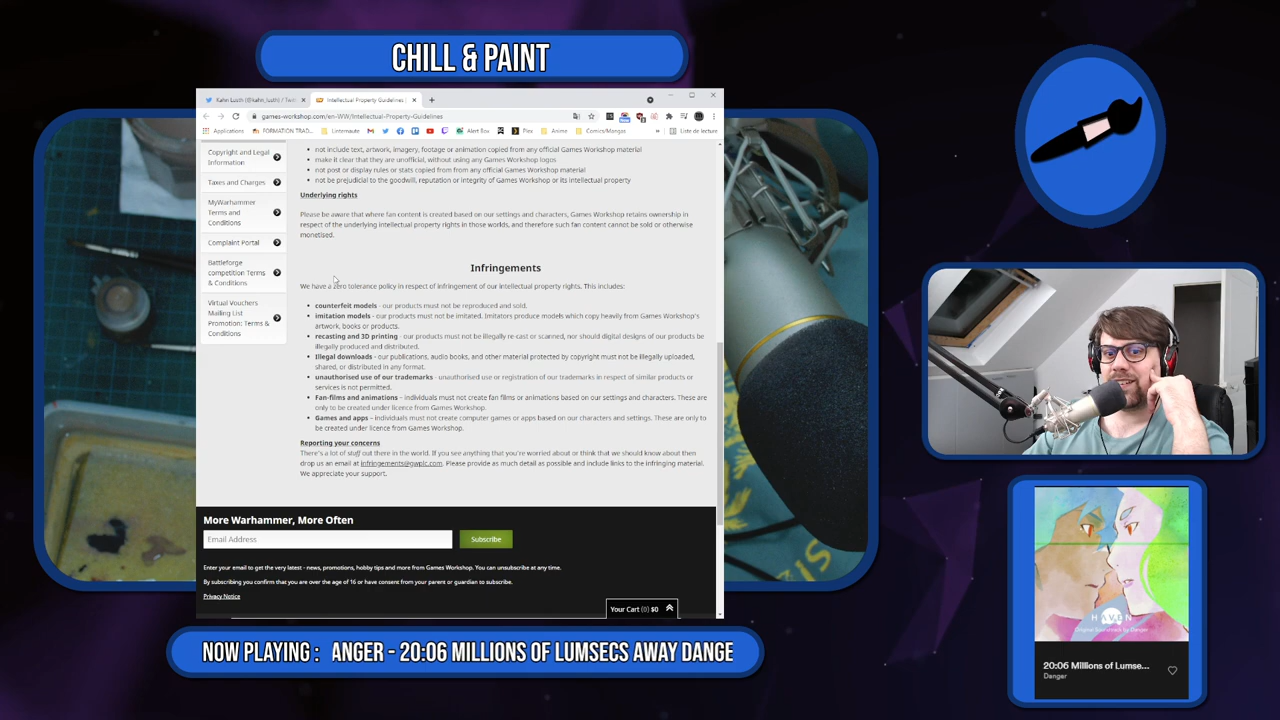 CHILL & PAINT
Kahn Lusth (@kahn_lusth) / Twitt
Intellectual Property Guidelines
games-workshop.com/en-WW/Intellectual-Property-Guidelines
Applications
FORMATION TRAD...
Linternaute
Alert Box
Plex
Anime
Comics/Mangas
Liste de lecture
Copyright and Legal
Information
Taxes and Charges
MyWarhammer
Terms and
Conditions
Complaint Portal
Battleforge
competition Terms
& Conditions
Virtual Vouchers
Mailing List
Promotion: Terms &
Conditions
not include text, artwork, imagery, footage or animation copied from any official Games Workshop material
make it clear that they are unofficial, without using any Games Workshop logos
not post or display rules or stats copied from from any official Games Workshop material
not be prejudicial to the goodwill, reputation or integrity of Games Workshop or its intellectual property
Underlying rights
Please be aware that where fan content is created based on our settings and characters, Games Workshop retains ownership in
respect of the underlying intellectual property rights in those worlds, and therefore such fan content cannot be sold or otherwise
monetised.
Infringements
We have a zero tolerance policy in respect of infringement of our intellectual property rights. This includes:
counterfeit models - our products must not be reproduced and sold.
imitation models - our products must not be imitated. Imitators produce models which copy heavily from Games Workshop's
artwork, books or products.
recasting and 3D printing - our products must not be illegally re-cast or scanned, nor should digital designs of our products be
illegally produced and distributed.
Illegal downloads - our publications, audio books, and other material protected by copyright must not be illegally uploaded,
shared, or distributed in any format.
unauthorised use of our trademarks - unauthorised use or registration of our trademarks in respect of similar products or
services is not permitted.
Fan-films and animations – individuals must not create fan films or animations based on our settings and characters. These are
only to be created under licence from Games Workshop.
Games and apps – individuals must not create computer games or apps based on our characters and settings. These are only to
be created under licence from Games Workshop.
Reporting your concerns
There's a lot of stuff out there in the world. If you see anything that you're worried about or think that we should know about then
drop us an email at infringements@gwplc.com. Please provide as much detail as possible and include links to the infringing material.
We appreciate your support.
More Warhammer, More Often
Email Address
Subscribe
Enter your email to get the very latest - news, promotions, hobby tips and more from Games Workshop. You can unsubscribe at any time.
By subscribing you confirm that you are over the age of 16 or have consent from your parent or guardian to subscribe.
Privacy Notice
Your Cart (0) $0
NOW PLAYING : ANGER - 20:06 MILLIONS OF LUMSECS AWAY DANGE
HAVEN
Original Soundtrack By Danger
20:06 Millions of Lumse...
Danger